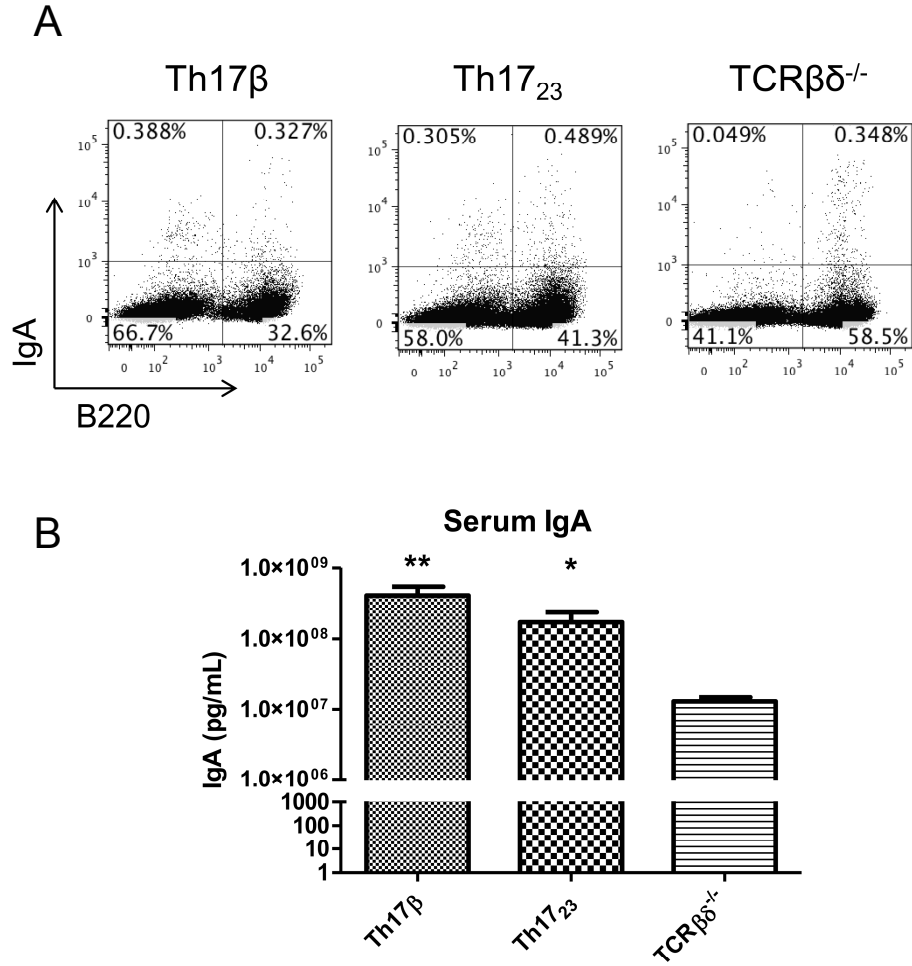 A
Th17β Th17₂₃ TCRβδ⁻/⁻
0.388% 0.327%
66.7% 32.6%
10⁵
10⁴
10³
0
0 10² 10³ 10⁴ 10⁵
0.305% 0.489%
58.0% 41.3%
10⁵
10⁴
10³
0
0 10² 10³ 10⁴ 10⁵
0.049% 0.348%
41.1% 58.5%
10⁵
10⁴
10³
0
0 10² 10³ 10⁴ 10⁵
IgA
B220
B
Serum IgA
IgA (pg/mL)
1.0×10⁰⁹
1.0×10⁰⁸
1.0×10⁰⁷
1.0×10⁰⁶
1000
100
10
1
**
*
Th17β
Th17₂₃
TCRβδ⁻/⁻